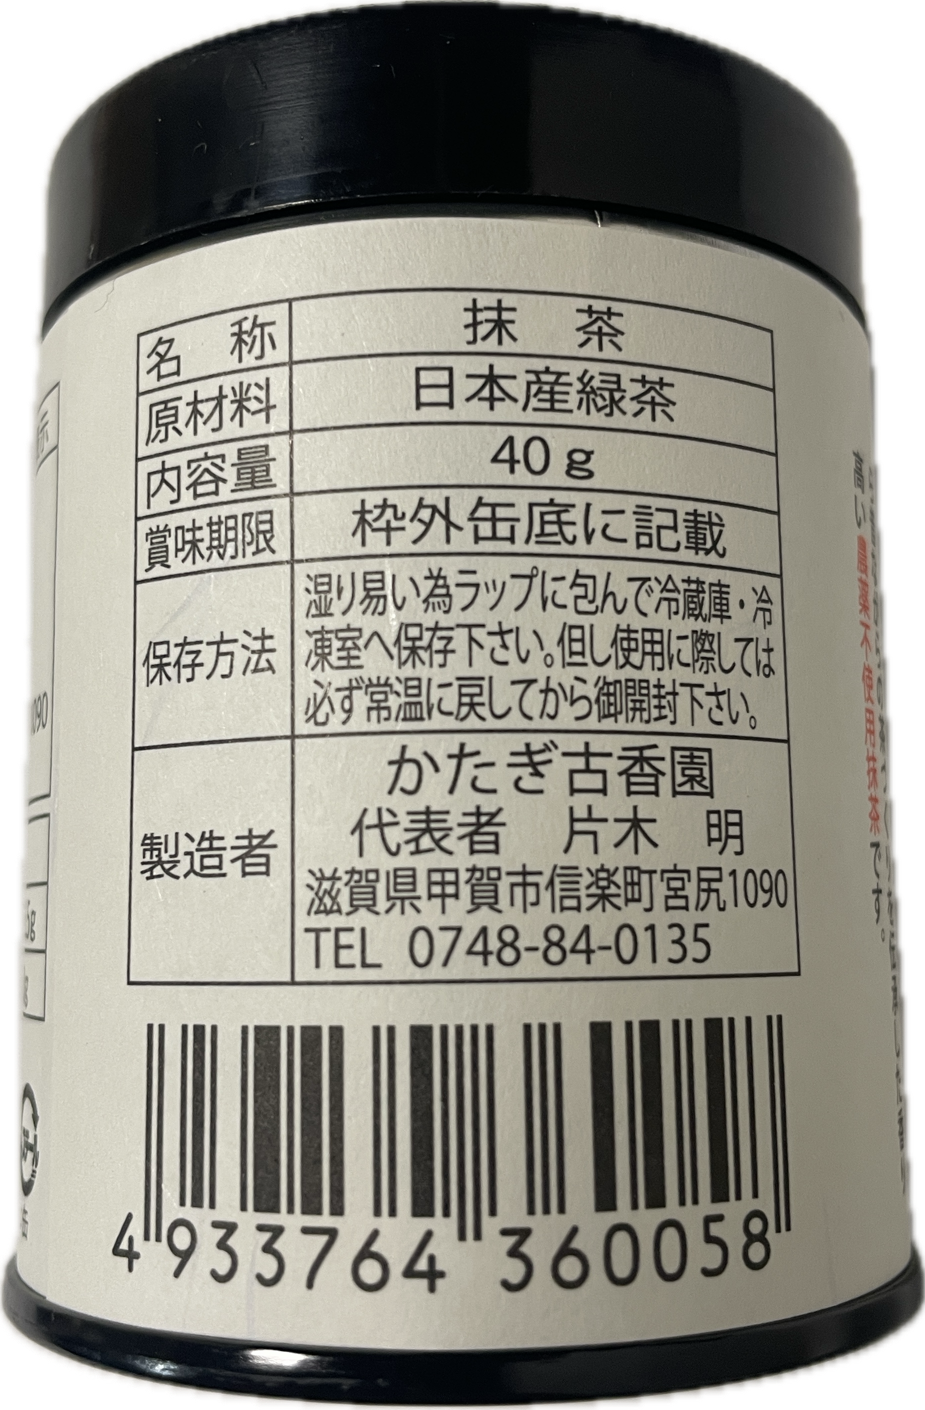 名　称　抹　茶
原材料　日本産緑茶
内容量　40g
賞味期限　枠外缶底に記載
保存方法　湿り易い為ラップに包んで冷蔵庫・冷
凍室へ保存下さい。但し使用に際しては
必ず常温に戻してから御開封下さい。
製造者　かたぎ古香園
代表者　片木　明
滋賀県甲賀市信楽町宮尻1090
TEL 0748-84-0135
4 933764 360058
高い農薬不使用抹茶です。
示
1090
g